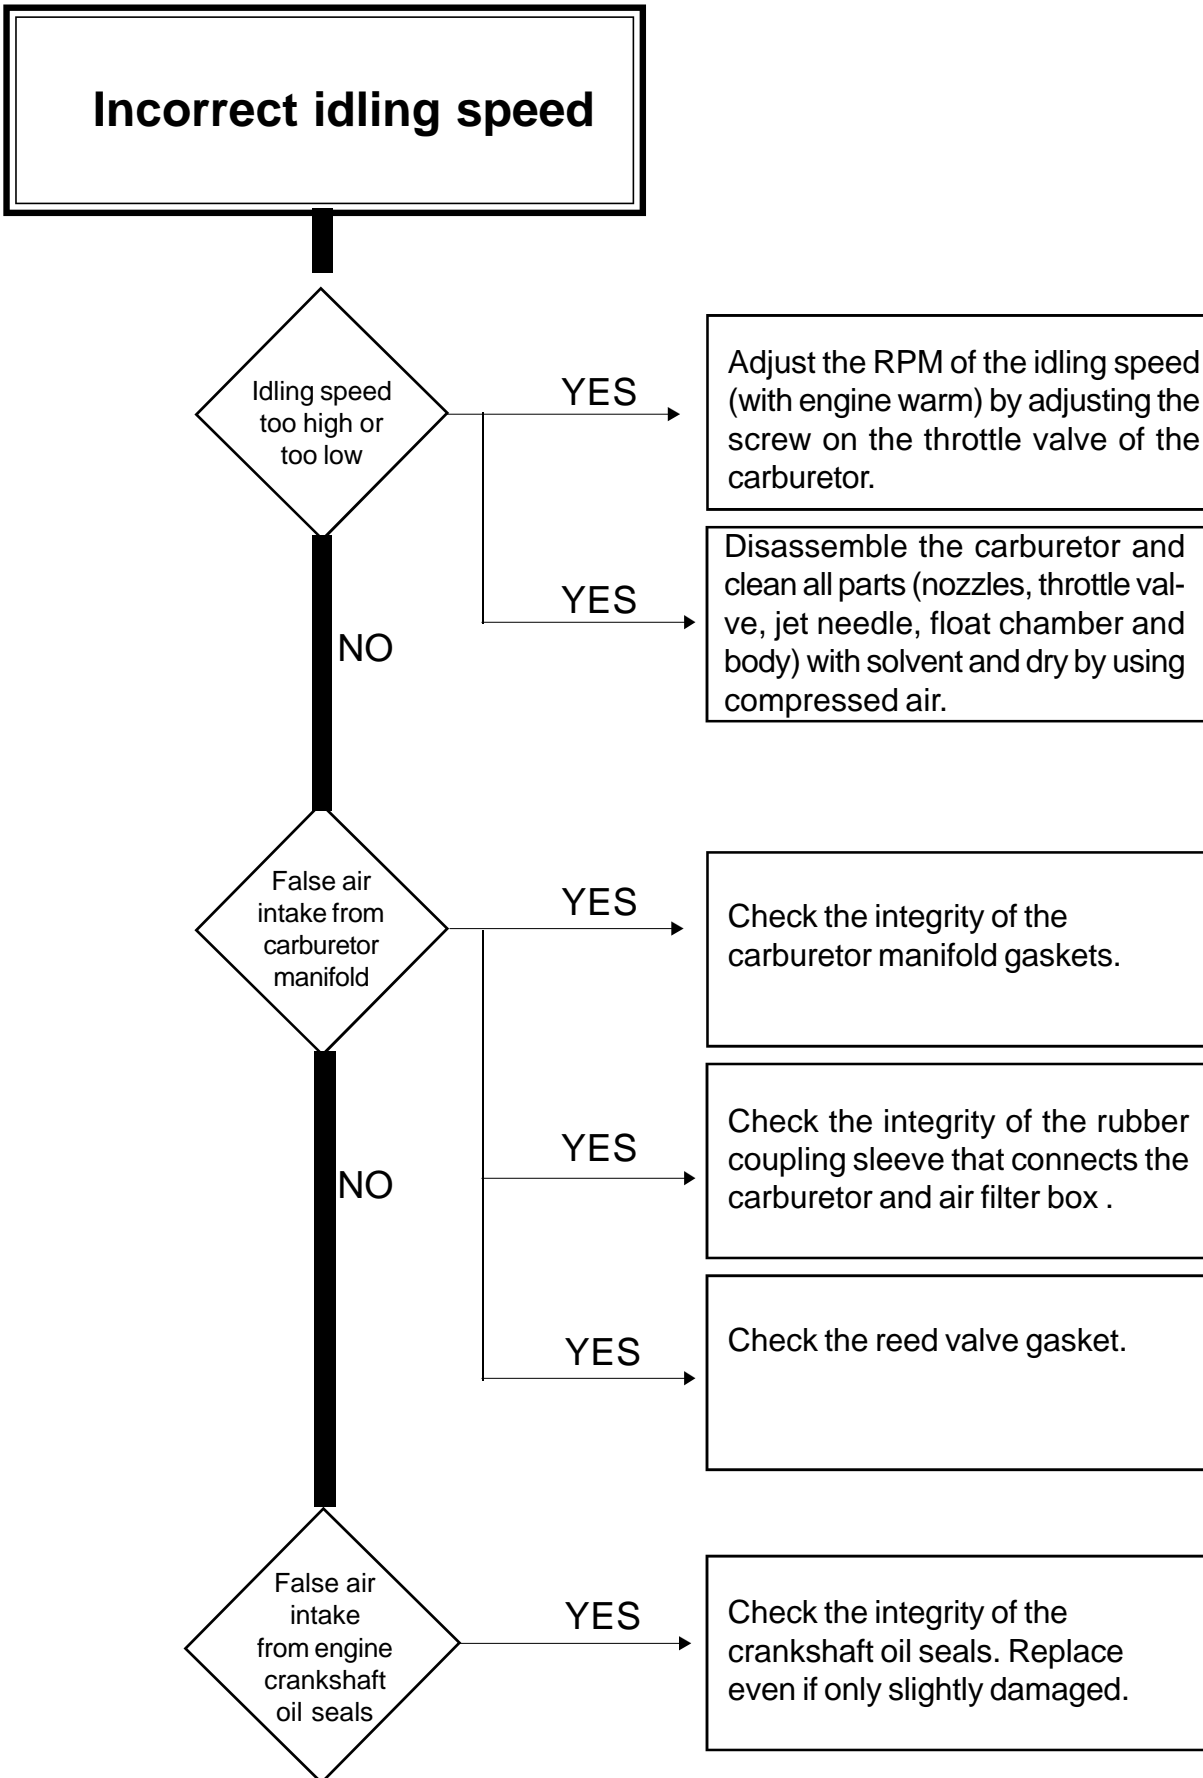 Incorrect idling speed
Idling speed
too high or
too low
YES
Adjust the RPM of the idling speed
(with engine warm) by adjusting the
screw on the throttle valve of the
carburetor.
YES
Disassemble the carburetor and
clean all parts (nozzles, throttle val-
ve, jet needle, float chamber and
body) with solvent and dry by using
compressed air.
NO
False air
intake from
carburetor
manifold
YES
Check the integrity of the
carburetor manifold gaskets.
YES
Check the integrity of the rubber
coupling sleeve that connects the
carburetor and air filter box .
YES
Check the reed valve gasket.
NO
False air
intake
from engine
crankshaft
oil seals
YES
Check the integrity of the
crankshaft oil seals. Replace
even if only slightly damaged.